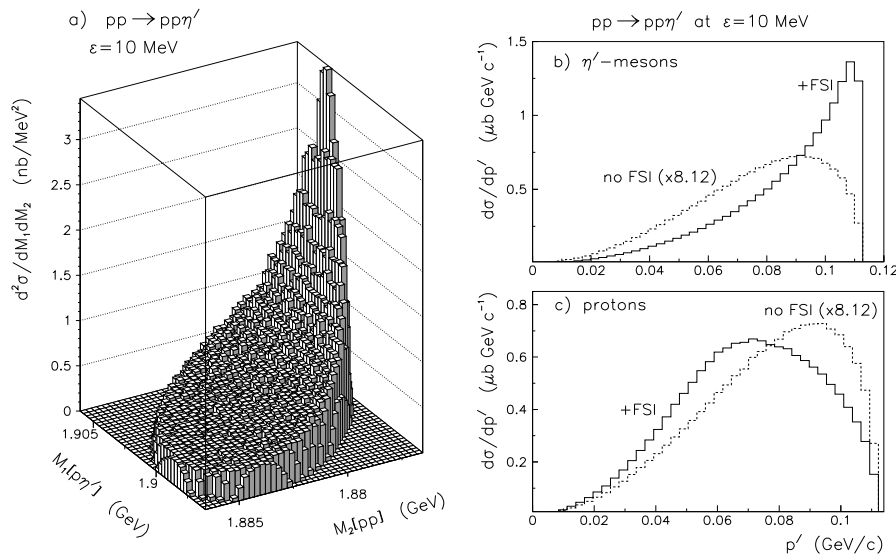 a) pp → ppη′
ε=10 MeV
d²σ/dM₁dM₂ (nb/MeV²)
3
2.5
2
1.5
1
0.5
0
1.905
1.9
M₁[pη′] (GeV)
1.885
1.88
M₂[pp] (GeV)
pp → ppη′ at ε=10 MeV
b) η′−mesons
+FSI
no FSI (x8.12)
dσ/dp′ (μb GeV c⁻¹)
1.5
1.
0.5
0.
0.02
0.04
0.06
0.08
0.1
0.12
c) protons
no FSI (x8.12)
+FSI
dσ/dp′ (μb GeV c⁻¹)
0.8
0.6
0.4
0.2
0.
0.02
0.04
0.06
0.08
0.1
p′ (GeV/c)